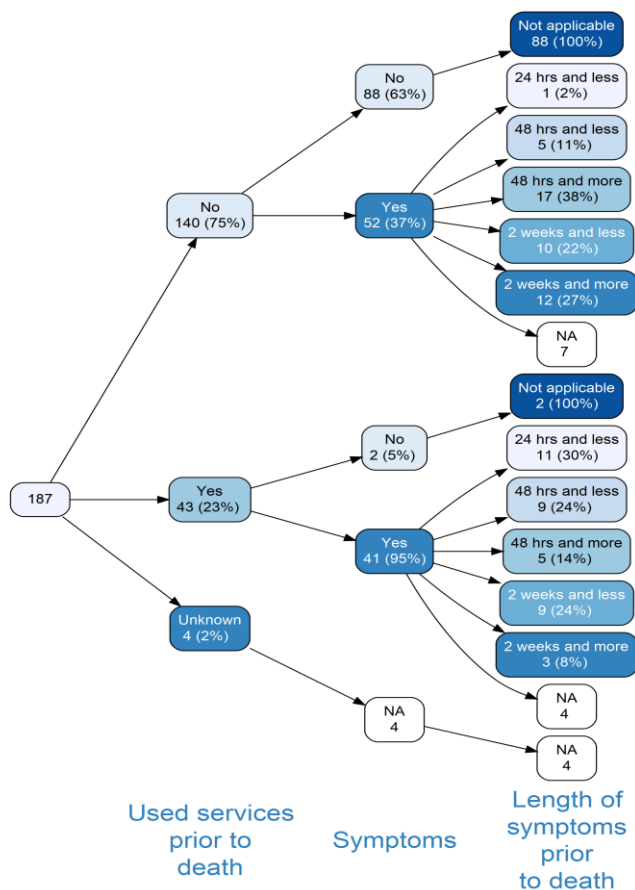 Not applicable
88 (100%)
No
88 (63%)
24 hrs and less
1 (2%)
48 hrs and less
5 (11%)
48 hrs and more
17 (38%)
No
140 (75%)
Yes
52 (37%)
2 weeks and less
10 (22%)
2 weeks and more
12 (27%)
NA
7
Not applicable
2 (100%)
No
2 (5%)
24 hrs and less
11 (30%)
187
Yes
43 (23%)
48 hrs and less
9 (24%)
Yes
41 (95%)
48 hrs and more
5 (14%)
2 weeks and less
9 (24%)
Unknown
4 (2%)
2 weeks and more
3 (8%)
NA
4
NA
4
NA
4
Used services
prior to
death
Symptoms
Length of
symptoms
prior
to death